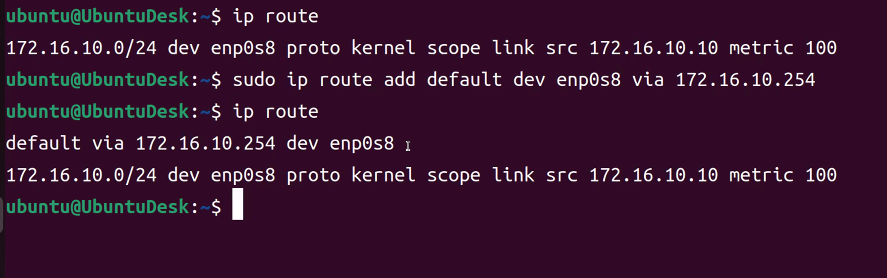 ubuntu@UbuntuDesk:~$ ip route
172.16.10.0/24 dev enp0s8 proto kernel scope link src 172.16.10.10 metric 100
ubuntu@UbuntuDesk:~$ sudo ip route add default dev enp0s8 via 172.16.10.254
ubuntu@UbuntuDesk:~$ ip route
default via 172.16.10.254 dev enp0s8
172.16.10.0/24 dev enp0s8 proto kernel scope link src 172.16.10.10 metric 100
ubuntu@UbuntuDesk:~$